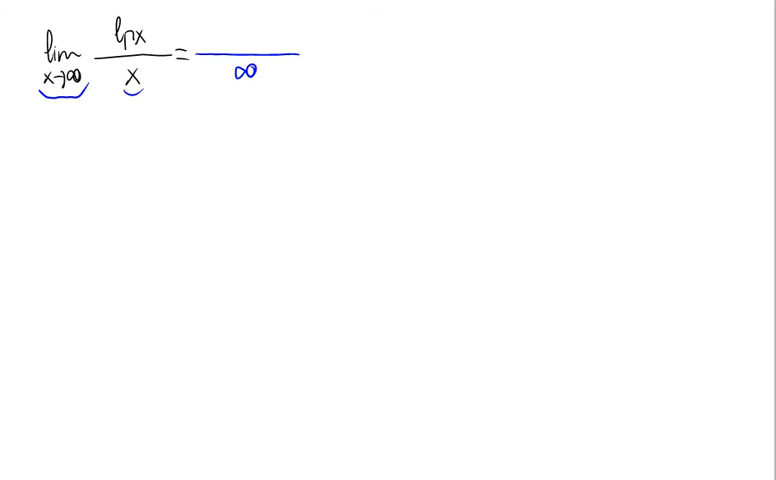 lim x→∞ ln x / x = / ∞